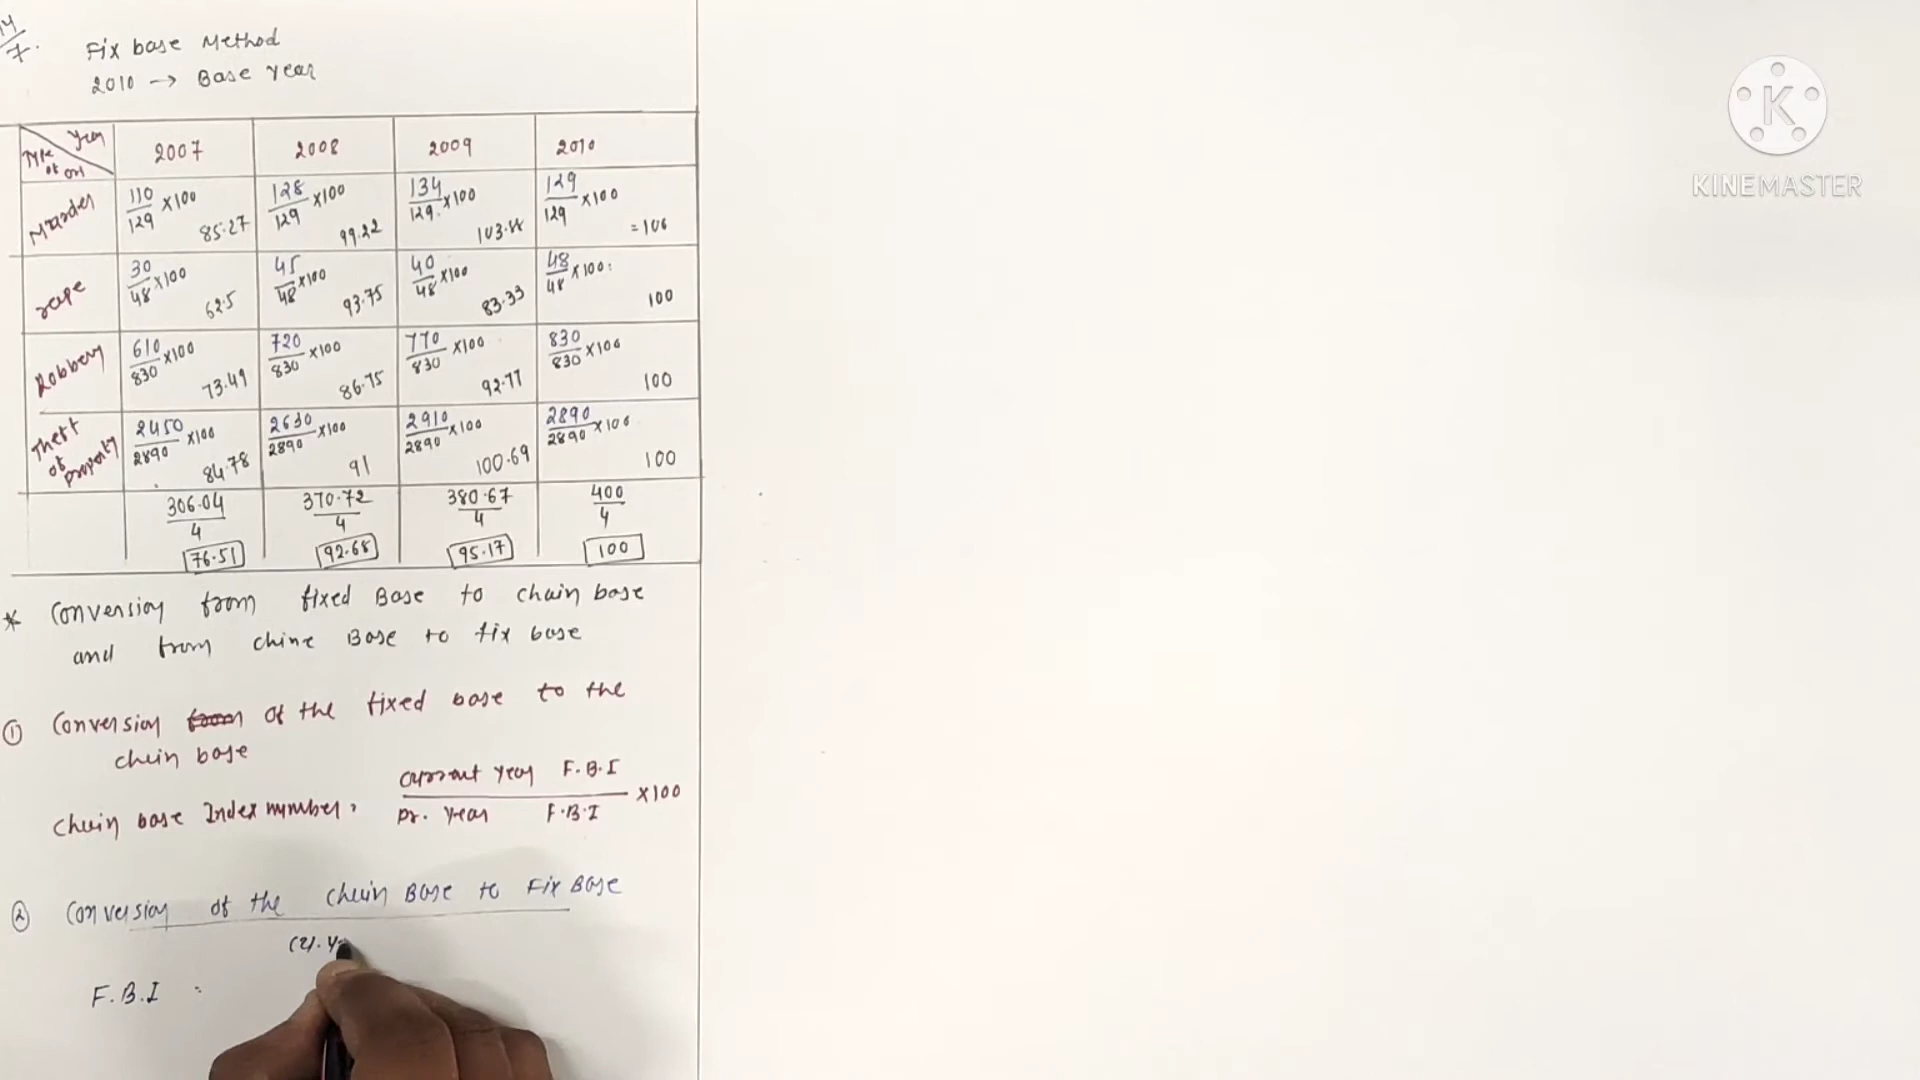 14/7.
Fix base Method
2010 → Base year
Year
Type of
2007 2008 2009 2010
Murder 110/129 ×100 85.27 128/129 ×100 99.22 134/129 ×100 129/129 ×100 =100
rape 30/48 ×100 62.5 45/48 ×100 93.75 40/48 ×100 83.33 48/48 ×100 100
Robbery 610/830 ×100 73.49 720/830 ×100 86.75 770/830 ×100 92.77 830/830 ×100 100
Theft of property 2450/2890 ×100 84.78 2630/2890 ×100 91 2910/2890 ×100 100.69 2890/2890 ×100 100
306.04/4 370.72/4 380.67/4 400/4
76.51 92.68 95.17 100
* Conversion from fixed Base to chain base
and from chine Base to fix base
① Conversion from of the fixed base to the
chein base
current year F.B.I
chein base Index number = ――― ×100
pr. year F.B.I
② Conversion of the chein Base to Fix Base
F.B.I =
KINEMASTER